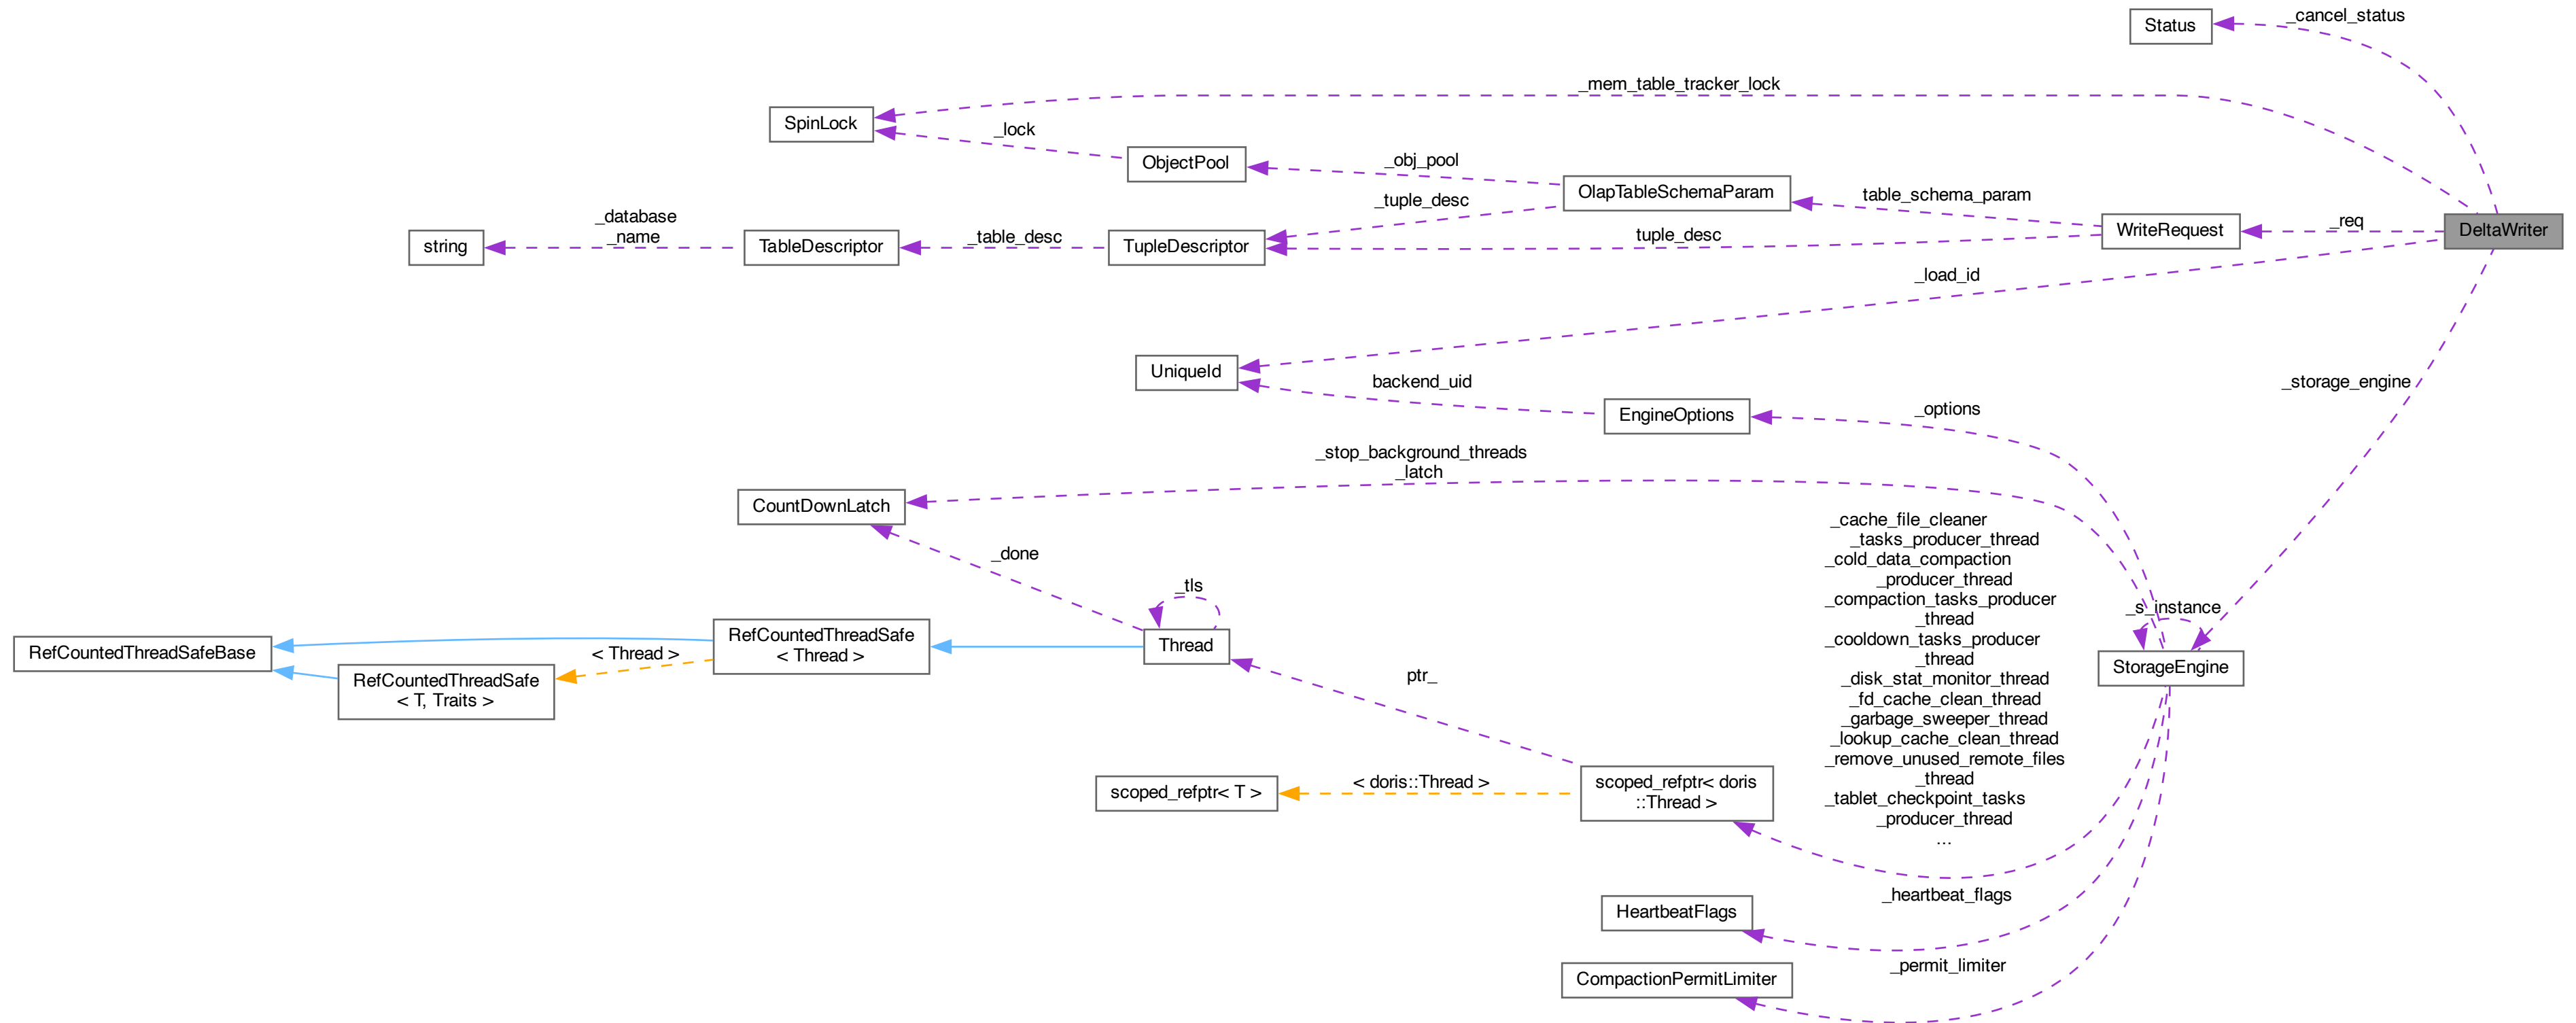 _cancel_status
Status
_mem_table_tracker_lock
SpinLock
_lock
ObjectPool
_obj_pool
OlapTableSchemaParam
_tuple_desc
table_schema_param
_database
_name
string
TableDescriptor
_table_desc
TupleDescriptor
tuple_desc
WriteRequest
_req
DeltaWriter
_load_id
UniqueId
backend_uid
EngineOptions
_options
_storage_engine
_stop_background_threads
_latch
CountDownLatch
_done
_cache_file_cleaner
_tasks_producer_thread
_cold_data_compaction
_producer_thread
_compaction_tasks_producer
_thread
_cooldown_tasks_producer
_thread
_disk_stat_monitor_thread
_fd_cache_clean_thread
_garbage_sweeper_thread
_lookup_cache_clean_thread
_remove_unused_remote_files
_thread
_tablet_checkpoint_tasks
_producer_thread
...
_s_instance
StorageEngine
_tls
Thread
RefCountedThreadSafe
< Thread >
RefCountedThreadSafeBase
< Thread >
RefCountedThreadSafe
< T, Traits >
ptr_
scoped_refptr< T >
< doris::Thread >
scoped_refptr< doris
::Thread >
_heartbeat_flags
HeartbeatFlags
_permit_limiter
CompactionPermitLimiter